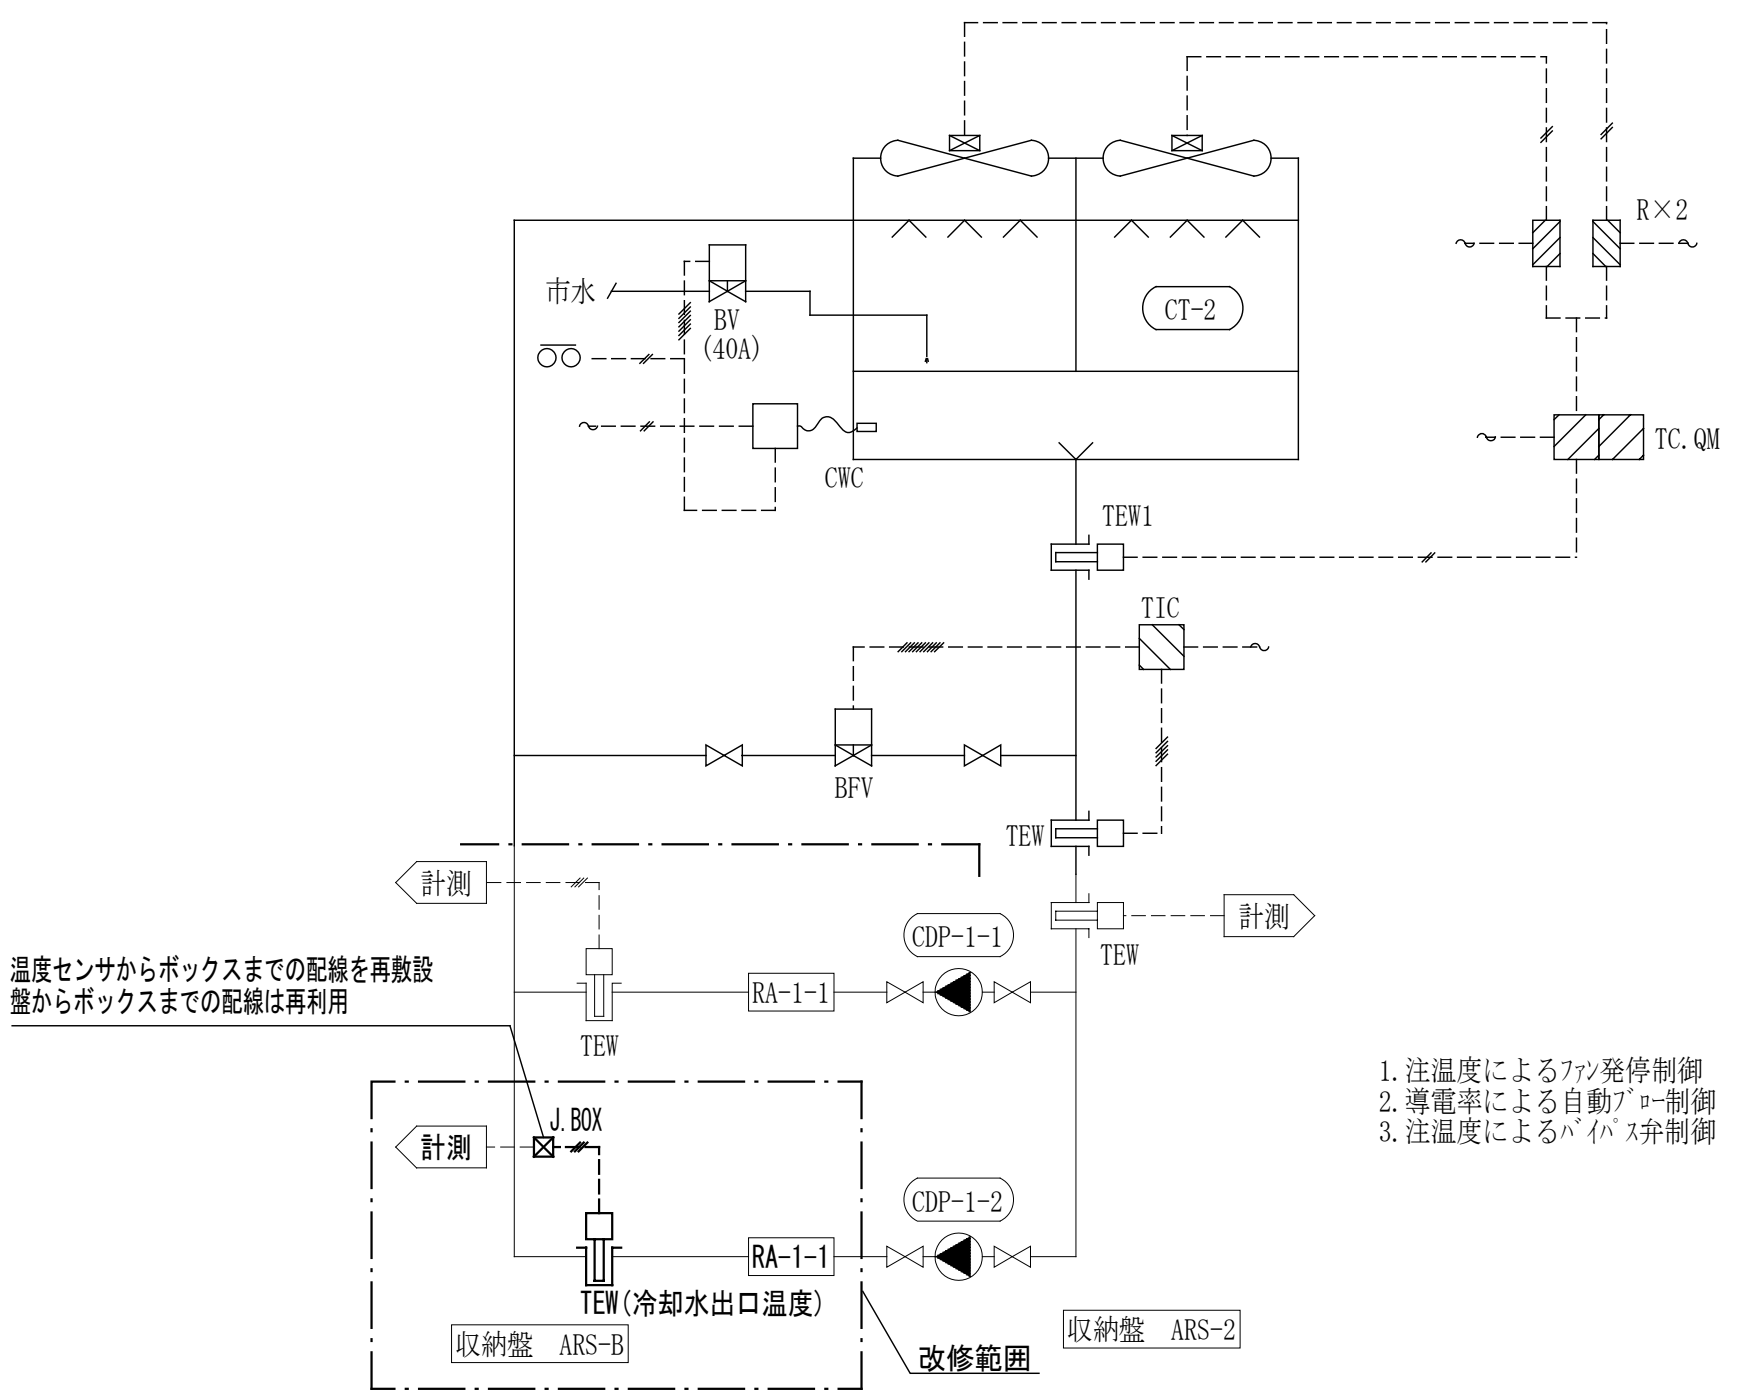 R×2
市水
BV
(40A)
CT-2
CWC
TC.QM
TEW1
TIC
BFV
TEW
計測
計測
CDP-1-1
TEW
温度センサからボックスまでの配線を再敷設
盤からボックスまでの配線は再利用
RA-1-1
TEW
1.注温度によるファン発停制御
2.導電率による自動ブロー制御
3.注温度によるバイパス弁制御
J.BOX
計測
CDP-1-2
RA-1-1
TEW(冷却水出口温度)
収納盤 ARS-B
収納盤 ARS-2
改修範囲